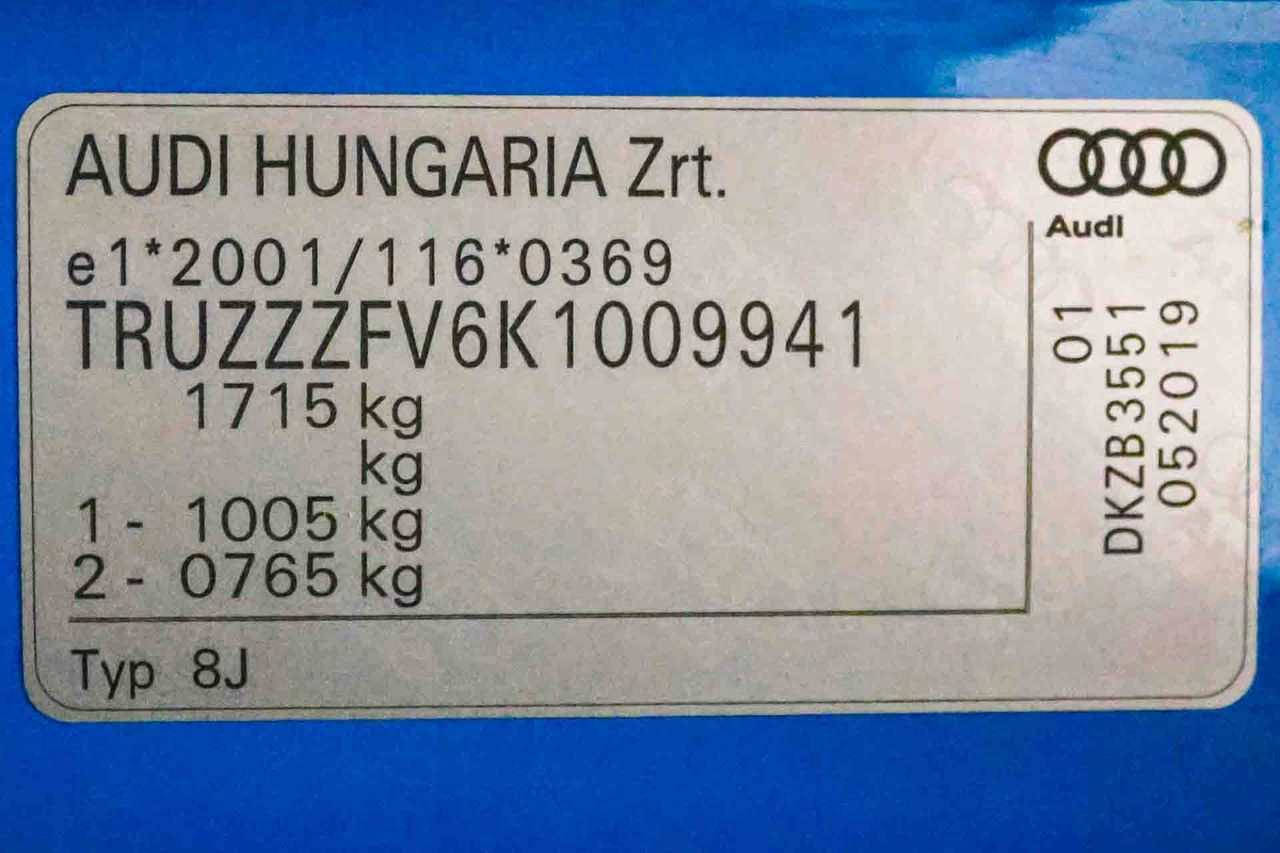 AUDI HUNGARIA Zrt.
e1*2001/116*0369
TRUZZZFV6K1009941
1715 kg
kg
1 - 1005 kg
2 - 0765 kg
Typ 8J
Audi
01
DKZB3551
052019